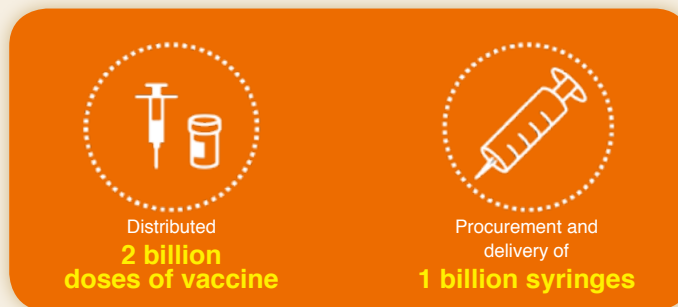 Distributed
2 billion
doses of vaccine
Procurement and
delivery of
1 billion syringes